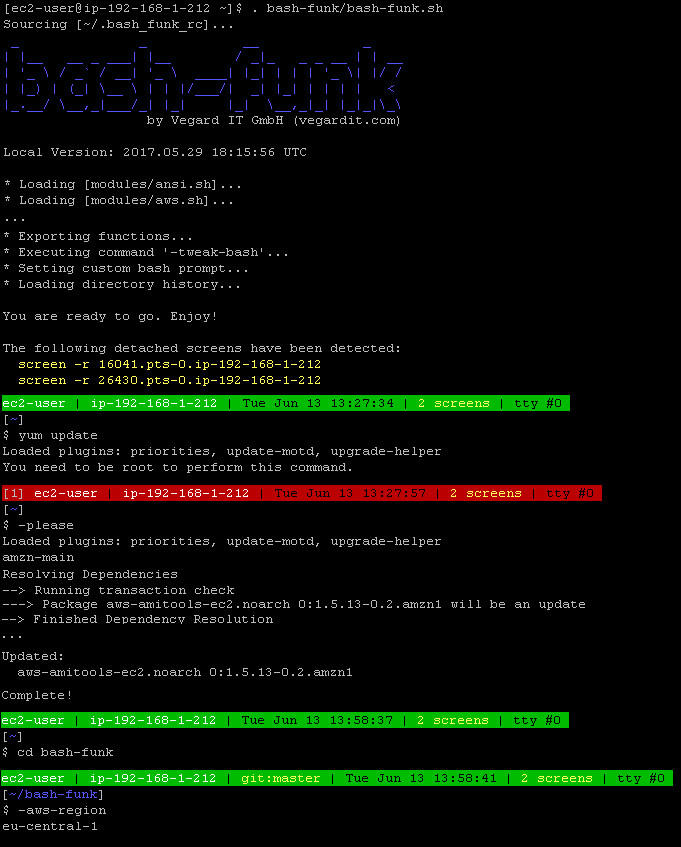 [ec2-user@ip-192-168-1-212 ~]$ . bash-funk/bash-funk.sh
Sourcing [~/.bash_funk_rc]...
bash-funk
by Vegard IT GmbH (vegardit.com)
Local Version: 2017.05.29 18:15:56 UTC
* Loading [modules/ansi.sh]...
* Loading [modules/aws.sh]...
...
* Exporting functions...
* Executing command '-tweak-bash'...
* Setting custom bash prompt...
* Loading directory history...
You are ready to go. Enjoy!
The following detached screens have been detected:
screen -r 16041.pts-0.ip-192-168-1-212
screen -r 26430.pts-0.ip-192-168-1-212
ec2-user | ip-192-168-1-212 | Tue Jun 13 13:27:34 | 2 screens | tty #0
[~]
$ yum update
Loaded plugins: priorities, update-motd, upgrade-helper
You need to be root to perform this command.
[1] ec2-user | ip-192-168-1-212 | Tue Jun 13 13:27:57 | 2 screens | tty #0
[~]
$ -please
Loaded plugins: priorities, update-motd, upgrade-helper
amzn-main
Resolving Dependencies
--> Running transaction check
---> Package aws-amitools-ec2.noarch 0:1.5.13-0.2.amzn1 will be an update
--> Finished Dependency Resolution
...
Updated:
aws-amitools-ec2.noarch 0:1.5.13-0.2.amzn1
Complete!
ec2-user | ip-192-168-1-212 | Tue Jun 13 13:58:37 | 2 screens | tty #0
[~]
$ cd bash-funk
ec2-user | ip-192-168-1-212 | git:master | Tue Jun 13 13:58:41 | 2 screens | tty #0
[~/bash-funk]
$ -aws-region
eu-central-1